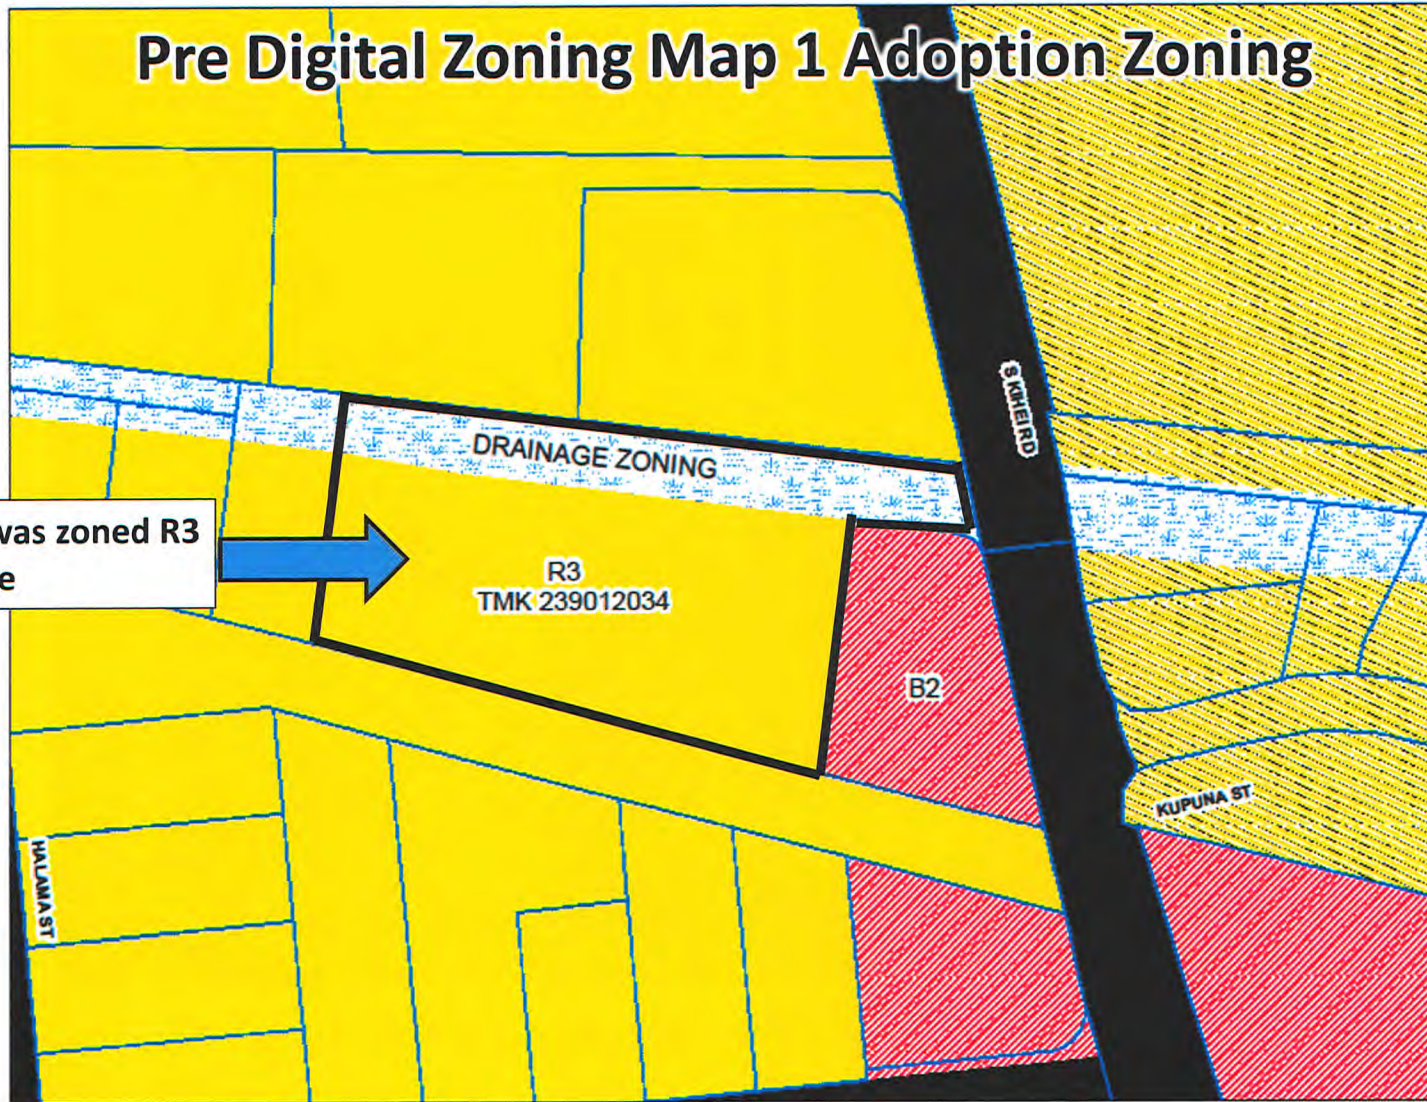 Pre Digital Zoning Map 1 Adoption Zoning
S KIHEI RD
DRAINAGE ZONING
was zoned R3
R3
TMK 239012034
B2
KUPUNA ST
HALAMA ST